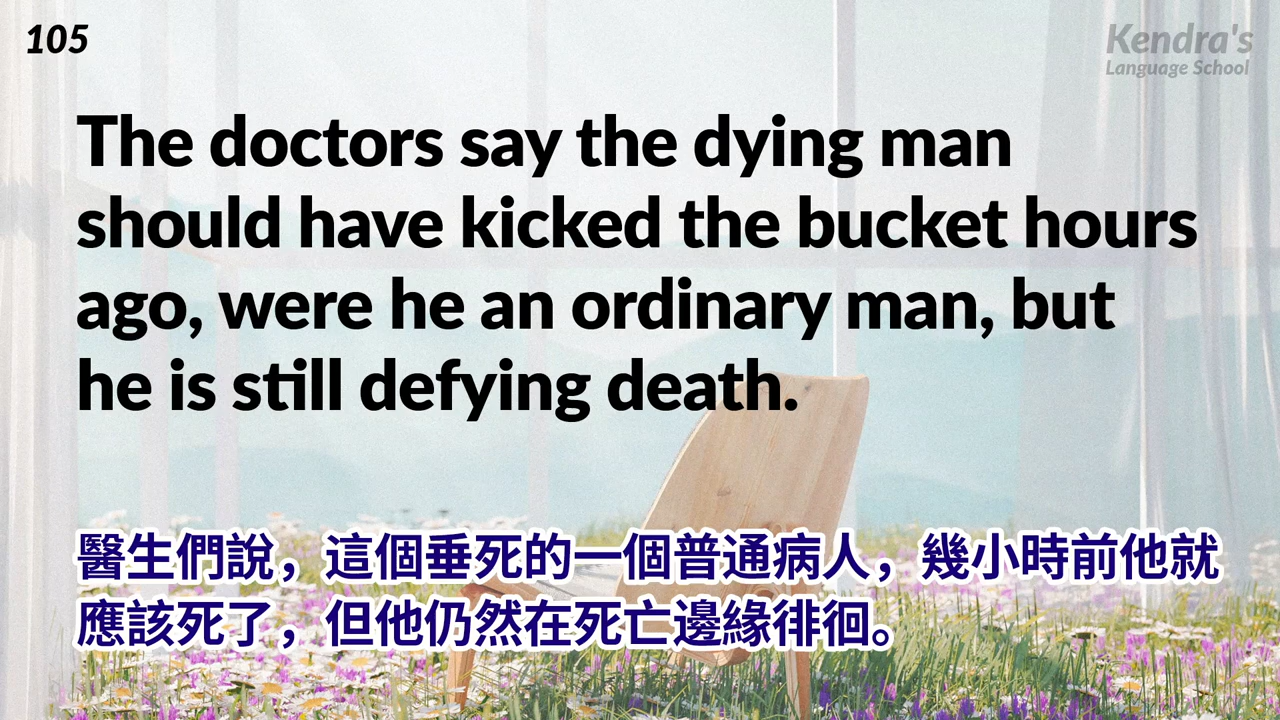 105
Kendra's
Language School
The doctors say the dying man
should have kicked the bucket hours
ago, were he an ordinary man, but
he is still defying death.
醫生們說，這個垂死的一個普通病人，幾小時前他就
應該死了，但他仍然在死亡邊緣徘徊。